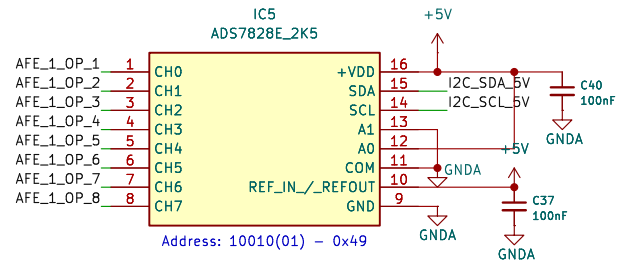 IC5
ADS7828E_2K5
+5V
AFE_1_OP_1 1 CH0 +VDD 16
AFE_1_OP_2 2 CH1 SDA 15 I2C_SDA_5V
AFE_1_OP_3 3 CH2 SCL 14 I2C_SCL_5V
AFE_1_OP_4 4 CH3 A1 13
AFE_1_OP_5 5 CH4 A0 12
AFE_1_OP_6 6 CH5 COM 11 GNDA
AFE_1_OP_7 7 CH6 REF_IN_/_REFOUT 10
AFE_1_OP_8 8 CH7 GND 9
C40
100nF
GNDA
+5V
C37
100nF
GNDA
GNDA
Address: 10010(01) - 0x49